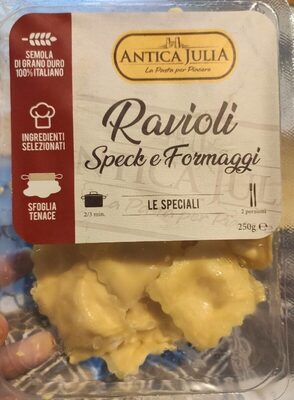 SEMOLA
DI GRANO DURO
100% ITALIANO
ANTICA JULIA
La Pasta per Piacere
INGREDIENTI
SELEZIONATI
Ravioli
Speck e Formaggi
SFOGLIA
TENACE
2/3 min.
LE SPECIALI
2 persone
250g e